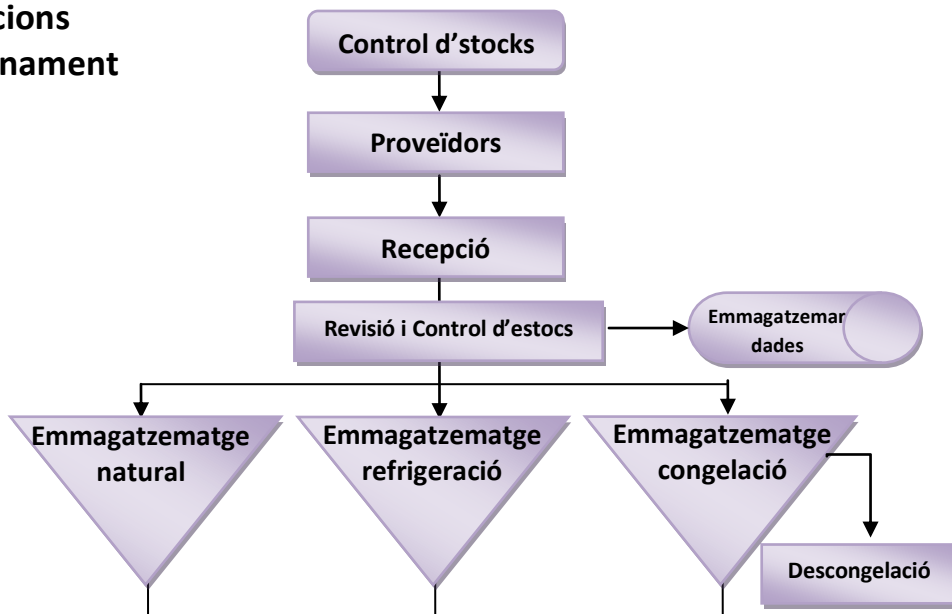 cions
nament
Control d'stocks
Proveïdors
Recepció
Revisió i Control d'estocs
Emmagatzemar
dades
Emmagatzematge
natural
Emmagatzematge
refrigeració
Emmagatzematge
congelació
Descongelació